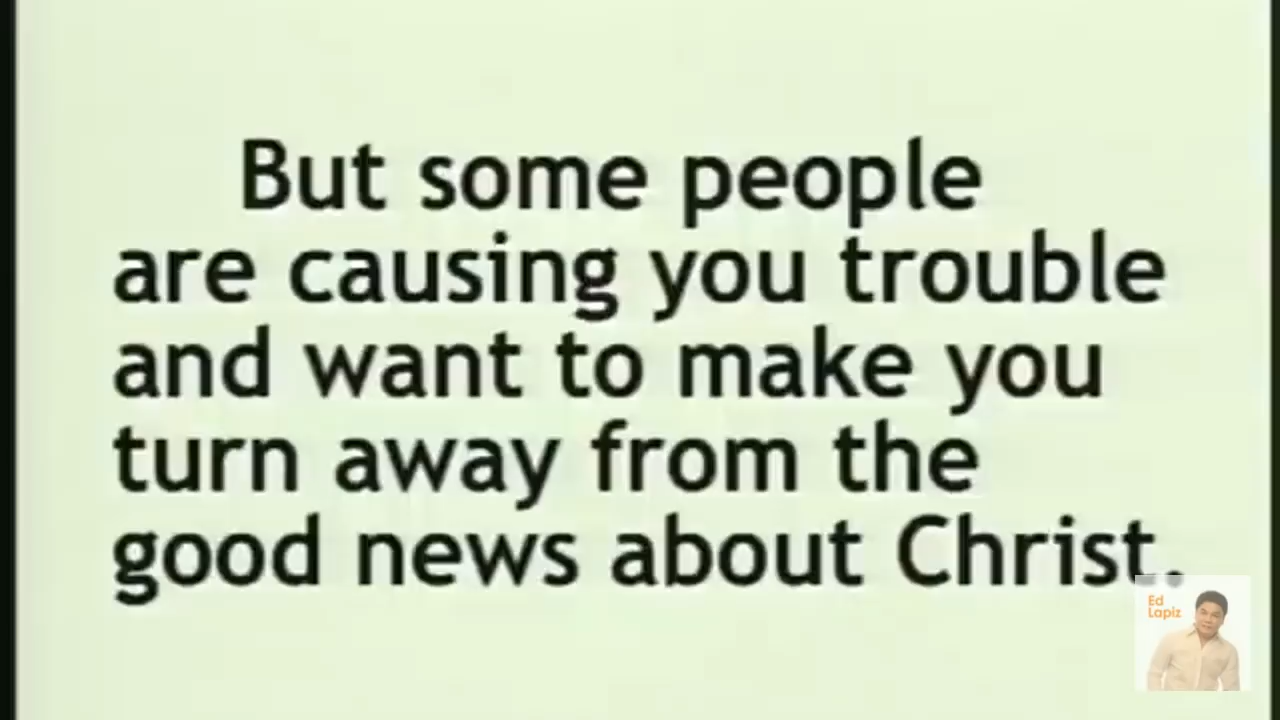 But some people
are causing you trouble
and want to make you
turn away from the
good news about Christ.
Ed
Lapiz